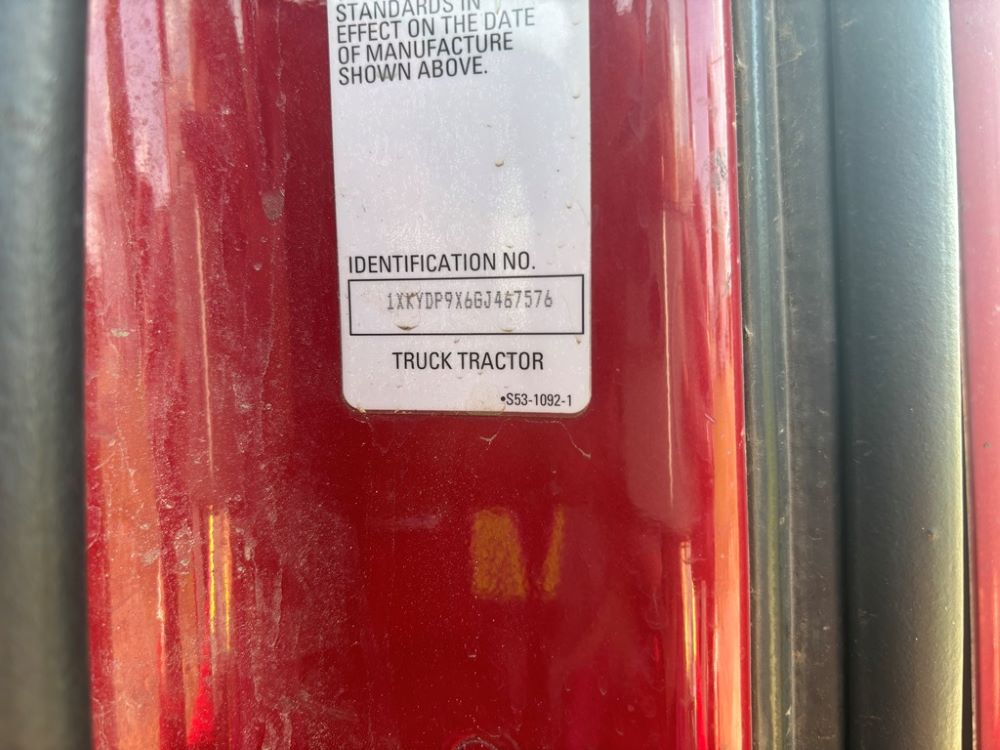 STANDARDS IN
EFFECT ON THE DATE
OF MANUFACTURE
SHOWN ABOVE.
IDENTIFICATION NO.
1XKYDP9X6GJ467576
TRUCK TRACTOR
•S53-1092-1